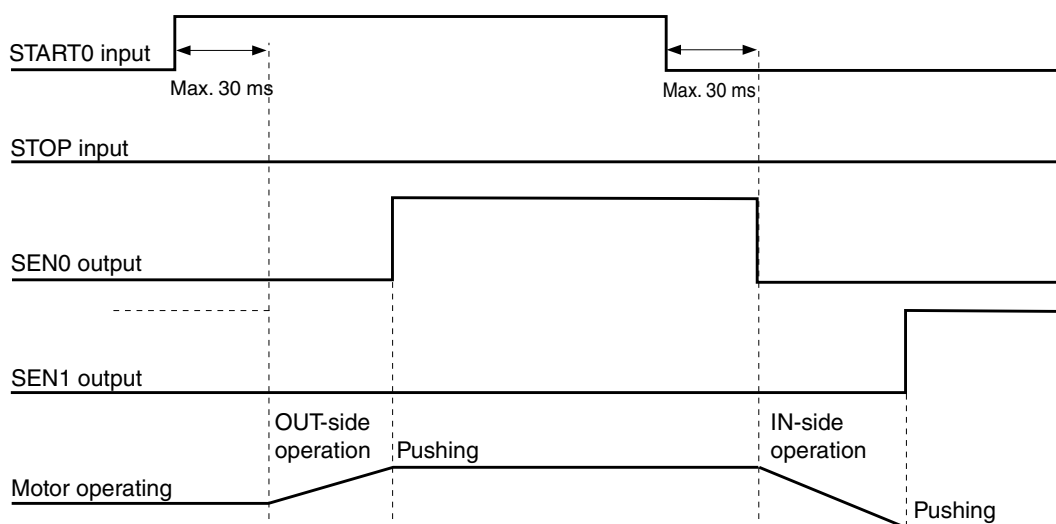 START0 input
Max. 30 ms
Max. 30 ms
STOP input
SEN0 output
SEN1 output
OUT-side
operation
Pushing
IN-side
operation
Motor operating
Pushing